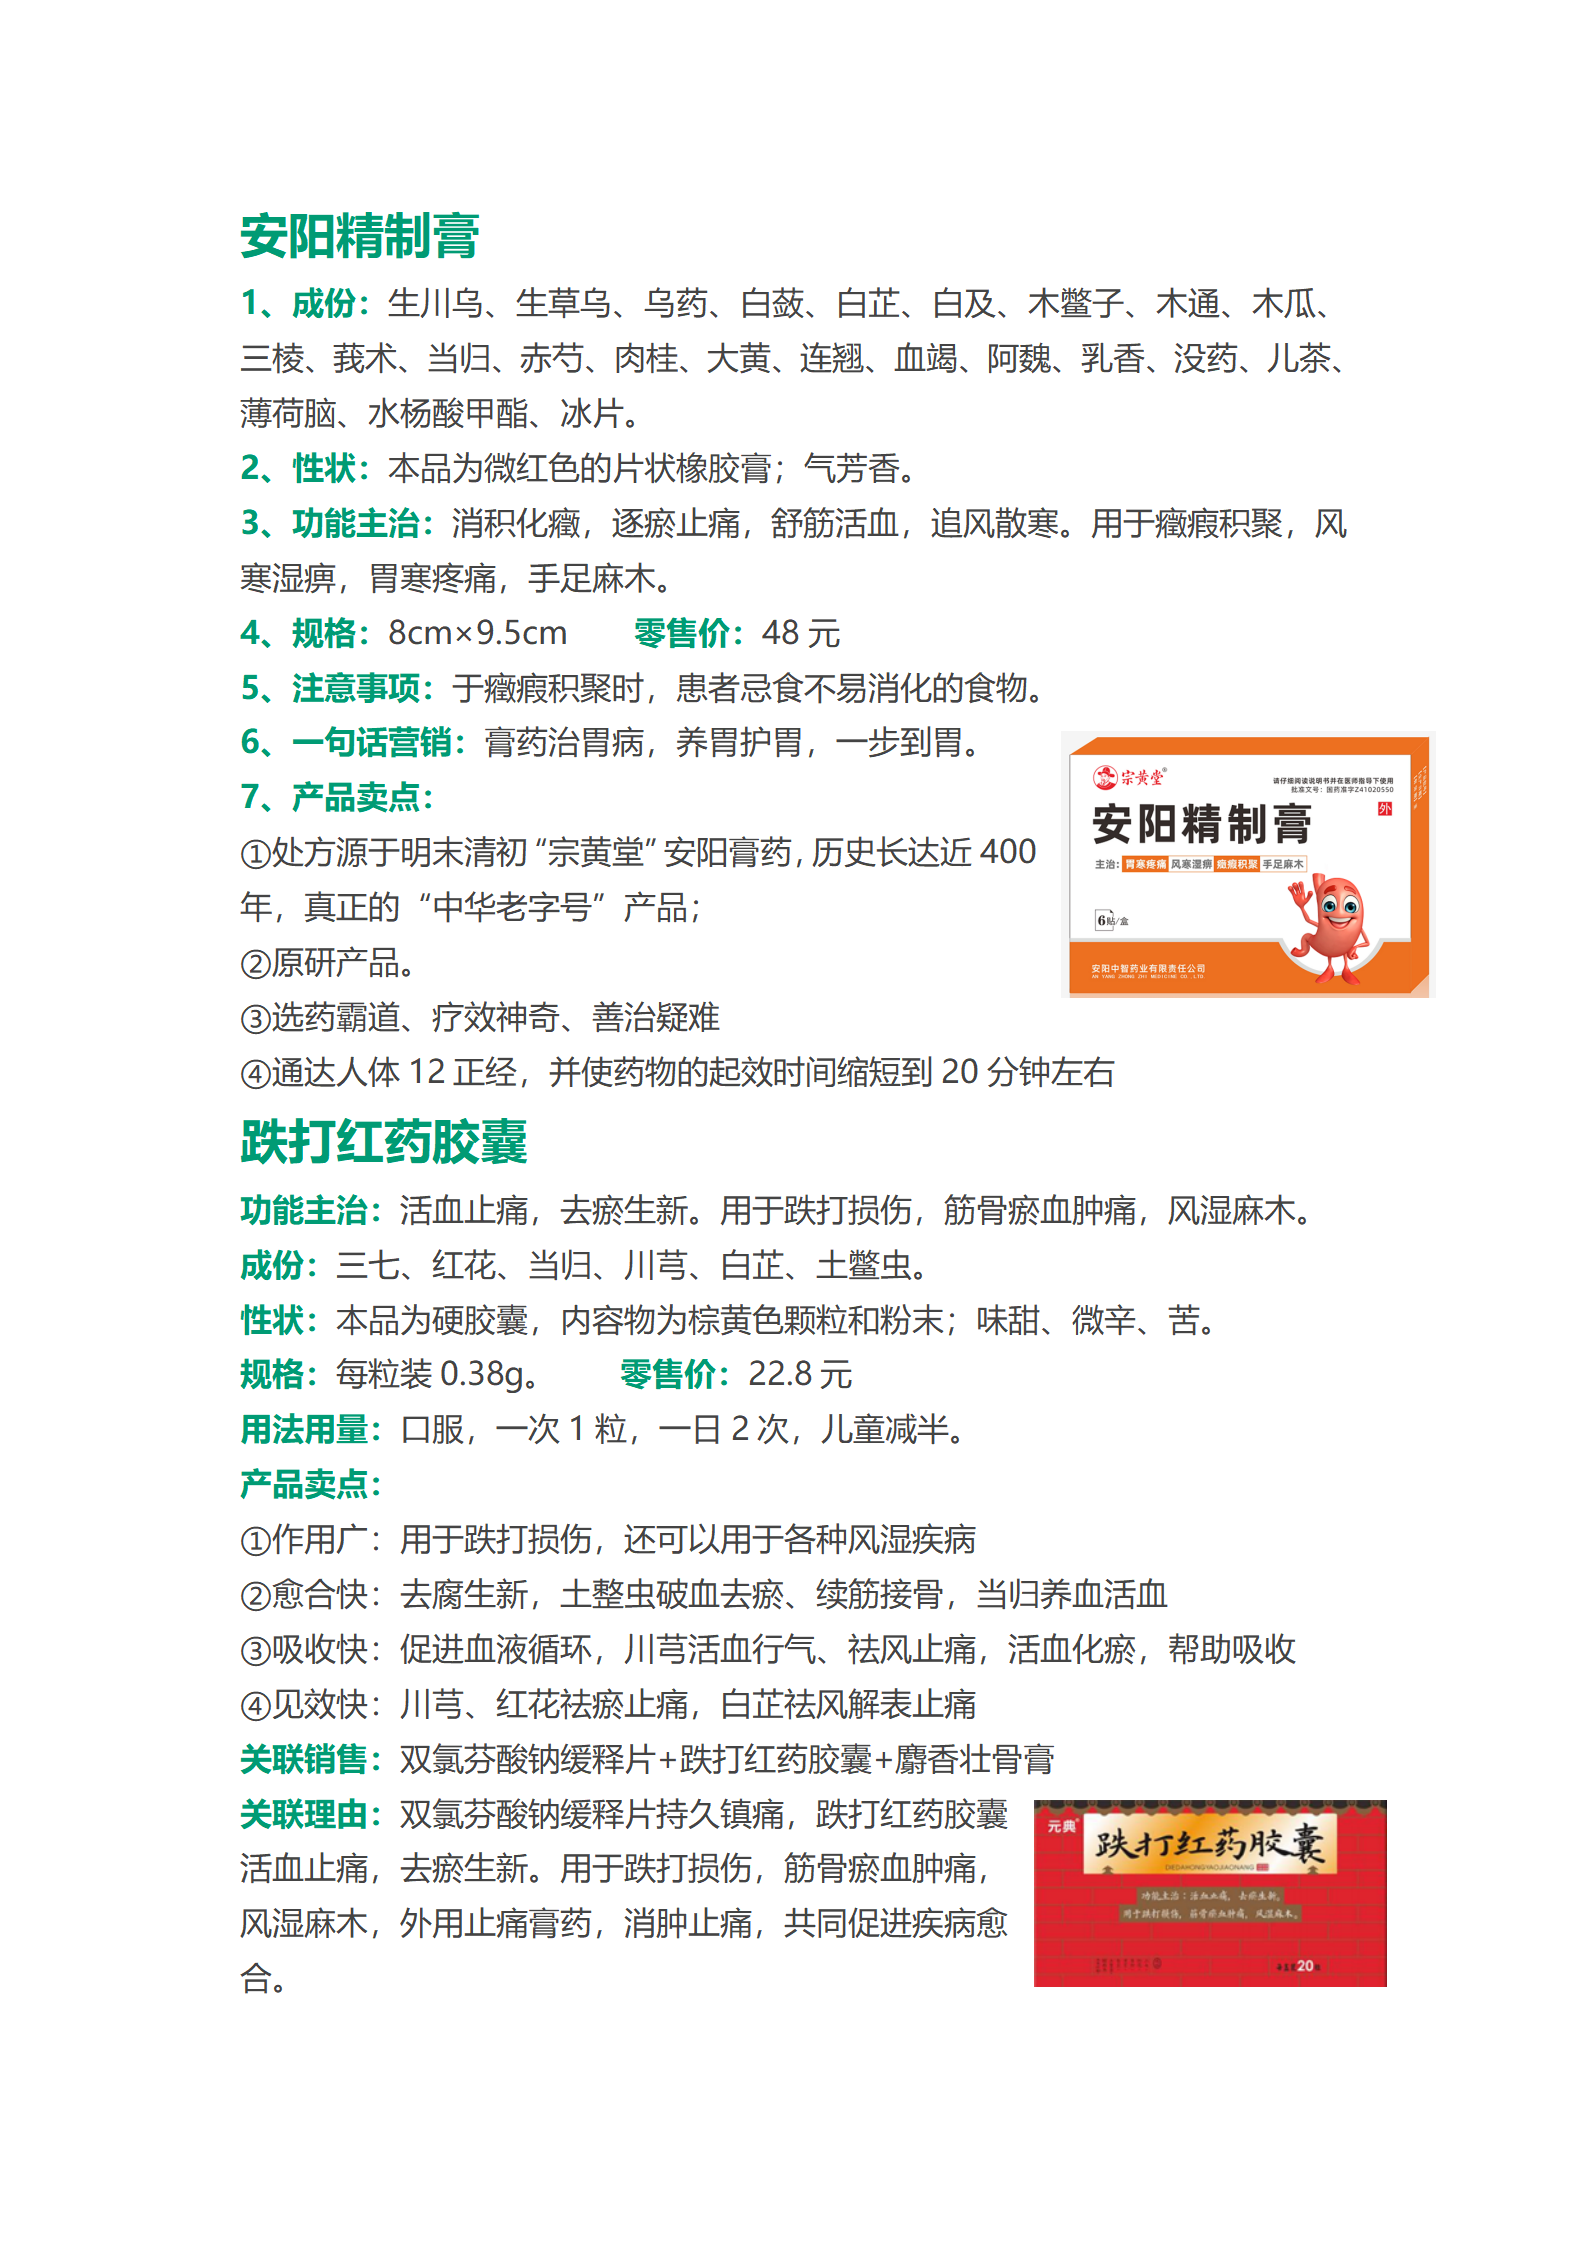 安阳精制膏
1、成份：生川乌、生草乌、乌药、白蔹、白芷、白及、木鳖子、木通、木瓜、
三棱、莪术、当归、赤芍、肉桂、大黄、连翘、血竭、阿魏、乳香、没药、儿茶、
薄荷脑、水杨酸甲酯、冰片。
2、性状：本品为微红色的片状橡胶膏；气芳香。
3、功能主治：消积化癥，逐瘀止痛，舒筋活血，追风散寒。用于癥瘕积聚，风
寒湿痹，胃寒疼痛，手足麻木。
4、规格：8cm×9.5cm 零售价：48 元
5、注意事项：于癥瘕积聚时，患者忌食不易消化的食物。
6、一句话营销：膏药治胃病，养胃护胃，一步到胃。
7、产品卖点：
①处方源于明末清初“宗黄堂”安阳膏药，历史长达近 400
年，真正的“中华老字号”产品；
②原研产品。
③选药霸道、疗效神奇、善治疑难
④通达人体 12 正经，并使药物的起效时间缩短到 20 分钟左右
宗黄堂®
请仔细阅读说明书并在医师指导下使用
批准文号：国药准字Z41020550
外
安阳精制膏
主治：胃寒疼痛 风寒湿痹 癥瘕积聚 手足麻木
6贴/盒
安阳中智药业有限责任公司
AN YANG ZHONG ZHI MEDICINE CO.,LTD
跌打红药胶囊
功能主治：活血止痛，去瘀生新。用于跌打损伤，筋骨瘀血肿痛，风湿麻木。
成份：三七、红花、当归、川芎、白芷、土鳖虫。
性状：本品为硬胶囊，内容物为棕黄色颗粒和粉末；味甜、微辛、苦。
规格：每粒装 0.38g。 零售价：22.8 元
用法用量：口服，一次 1 粒，一日 2 次，儿童减半。
产品卖点：
①作用广：用于跌打损伤，还可以用于各种风湿疾病
②愈合快：去腐生新，土整虫破血去瘀、续筋接骨，当归养血活血
③吸收快：促进血液循环，川芎活血行气、祛风止痛，活血化瘀，帮助吸收
④见效快：川芎、红花祛瘀止痛，白芷祛风解表止痛
关联销售：双氯芬酸钠缓释片+跌打红药胶囊+麝香壮骨膏
关联理由：双氯芬酸钠缓释片持久镇痛，跌打红药胶囊
活血止痛，去瘀生新。用于跌打损伤，筋骨瘀血肿痛，
风湿麻木，外用止痛膏药，消肿止痛，共同促进疾病愈
合。
元典
跌打红药胶囊
DIEDAHONGYAOJIAONANG
功能主治：活血止痛，去瘀生新。
用于跌打损伤，筋骨瘀血肿痛，风湿麻木。
20